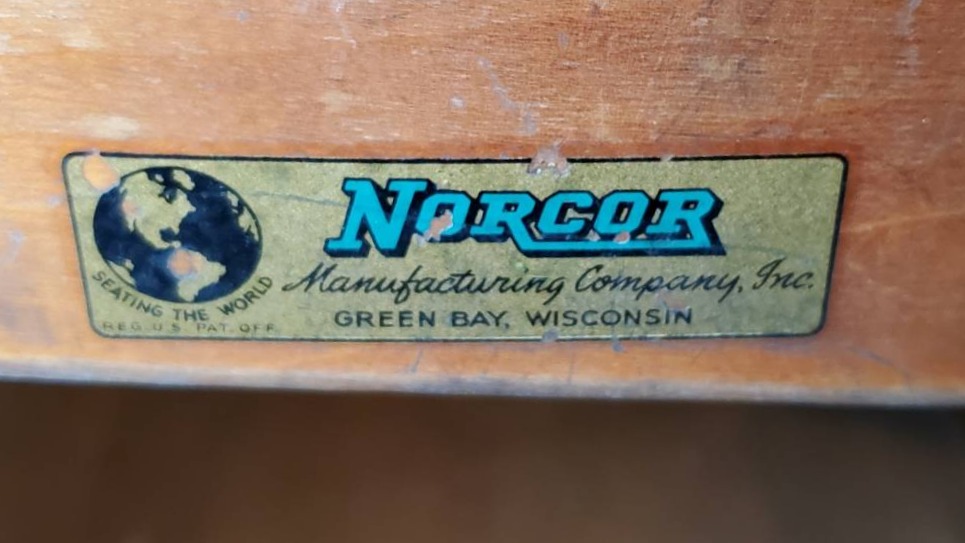 NORCOR
Manufacturing Company, Inc.
GREEN BAY, WISCONSIN
SEATING THE WORLD
REG. U.S. PAT. OFF.